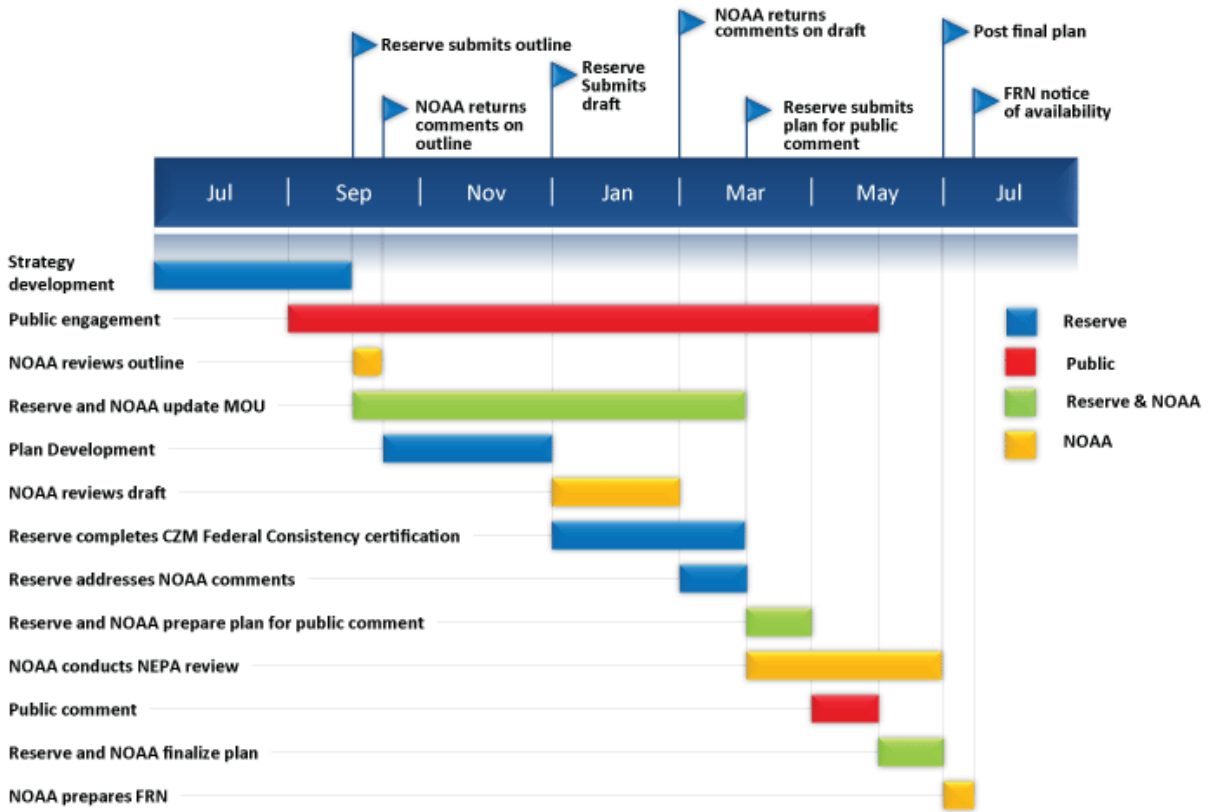 Reserve submits outline
NOAA returns
comments on
outline
Reserve
Submits
draft
NOAA returns
comments on draft
Reserve submits
plan for public
comment
Post final plan
FRN notice
of availability
Jul | Sep | Nov | Jan | Mar | May | Jul
Strategy
development
Public engagement
NOAA reviews outline
Reserve and NOAA update MOU
Plan Development
NOAA reviews draft
Reserve completes CZM Federal Consistency certification
Reserve addresses NOAA comments
Reserve and NOAA prepare plan for public comment
NOAA conducts NEPA review
Public comment
Reserve and NOAA finalize plan
NOAA prepares FRN
Reserve
Public
Reserve & NOAA
NOAA